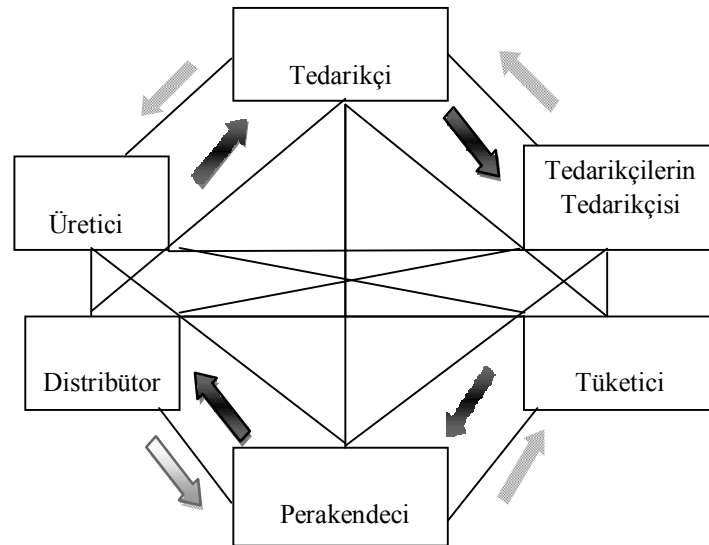 Tedarikçi
Tedarikçilerin
Tedarikçisi
Üretici
Distribütor
Tüketici
Perakendeci